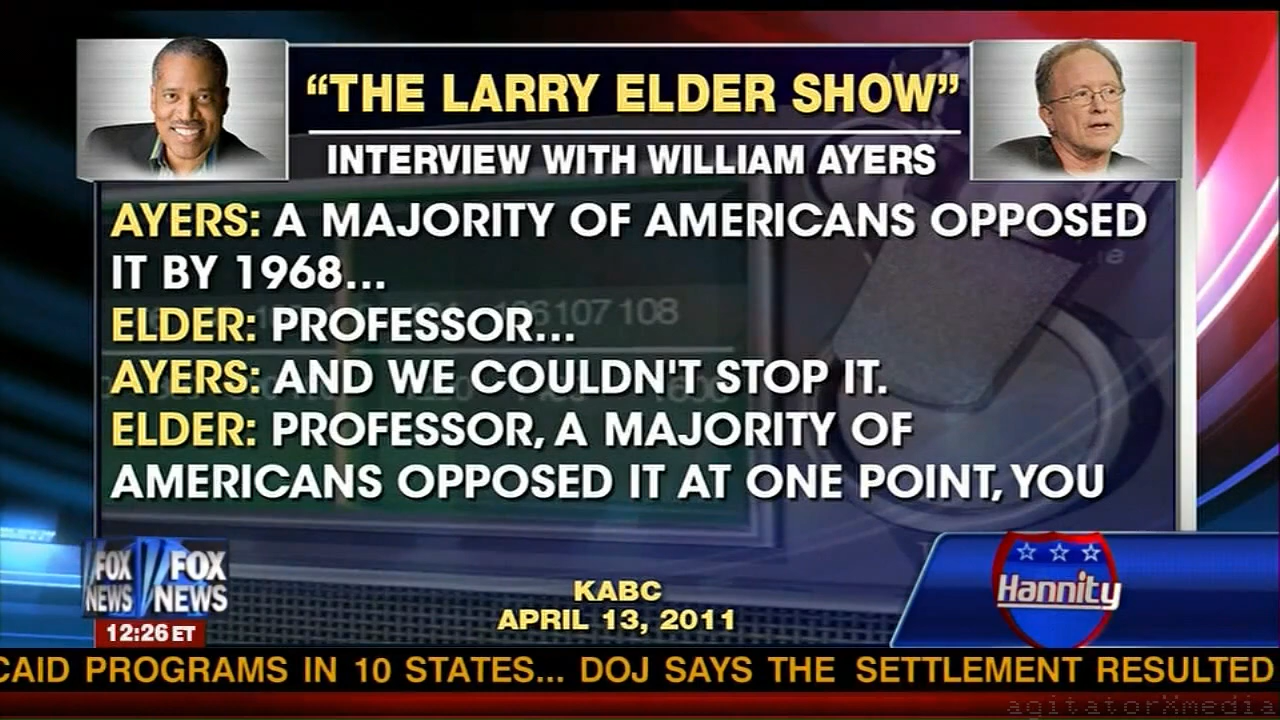 “THE LARRY ELDER SHOW”
INTERVIEW WITH WILLIAM AYERS
AYERS: A MAJORITY OF AMERICANS OPPOSED
IT BY 1968...
ELDER: PROFESSOR...
AYERS: AND WE COULDN'T STOP IT.
ELDER: PROFESSOR, A MAJORITY OF
AMERICANS OPPOSED IT AT ONE POINT, YOU
107 108
FOX NEWS
FOX NEWS
12:26 ET
KABC
APRIL 13, 2011
Hannity
CAID PROGRAMS IN 10 STATES... DOJ SAYS THE SETTLEMENT RESULTED
agitatorXmedia